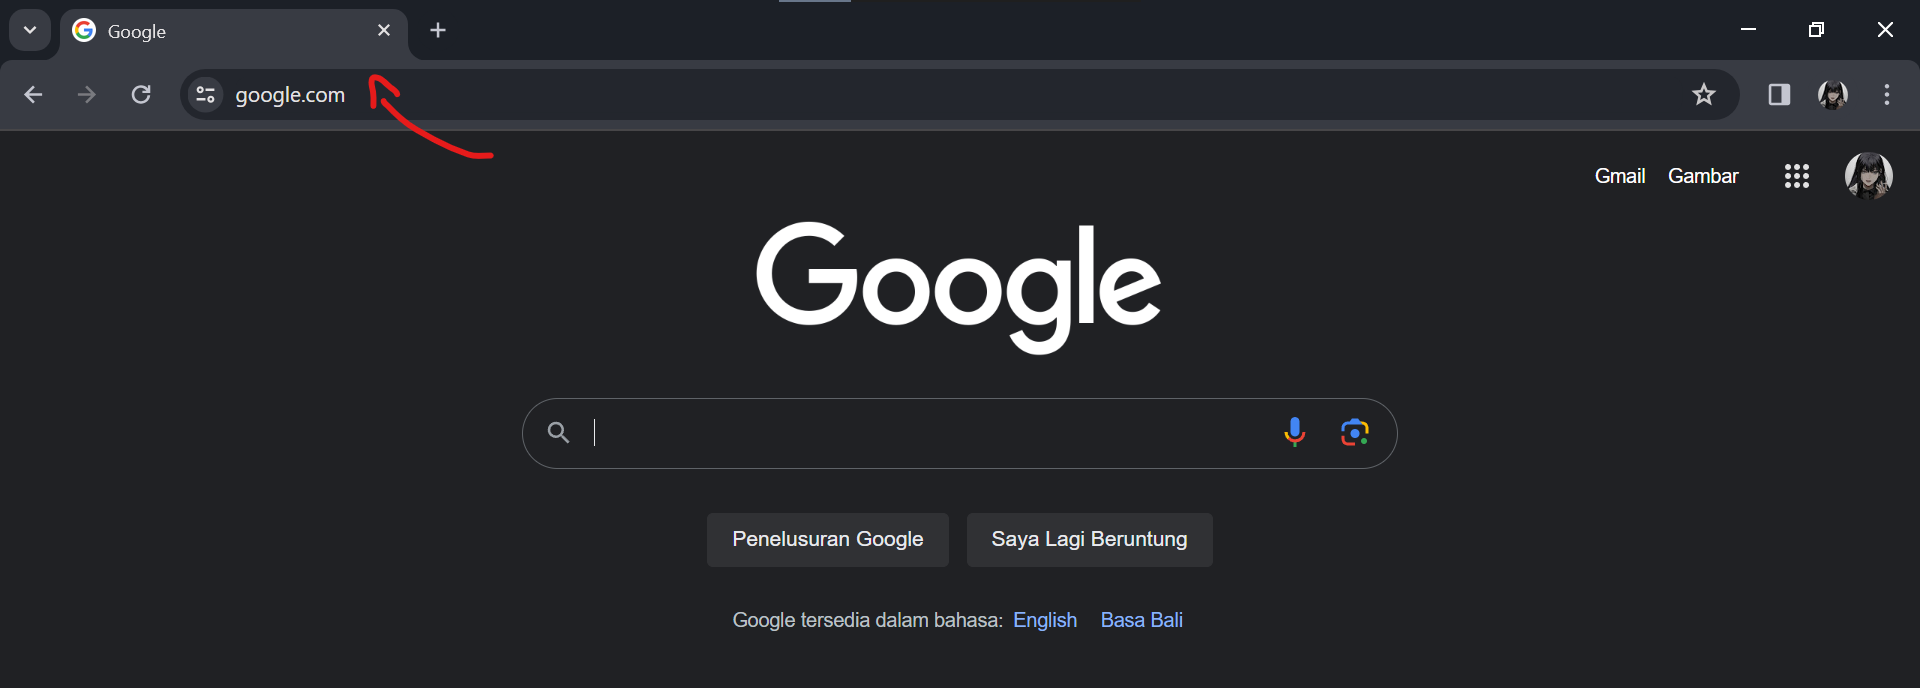 Google
google.com
Gmail Gambar
Google
Penelusuran Google Saya Lagi Beruntung
Google tersedia dalam bahasa: English Basa Bali